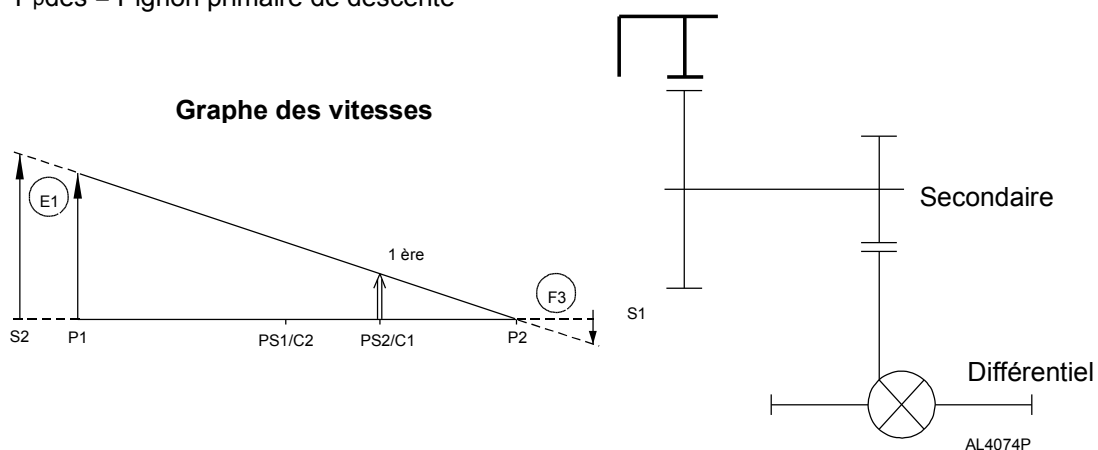 P pdes = Pignon primaire de descente
Graphe des vitesses
E1
1 ère
F3
S2
P1
PS1/C2
PS2/C1
P2
S1
Secondaire
Différentiel
AL4074P